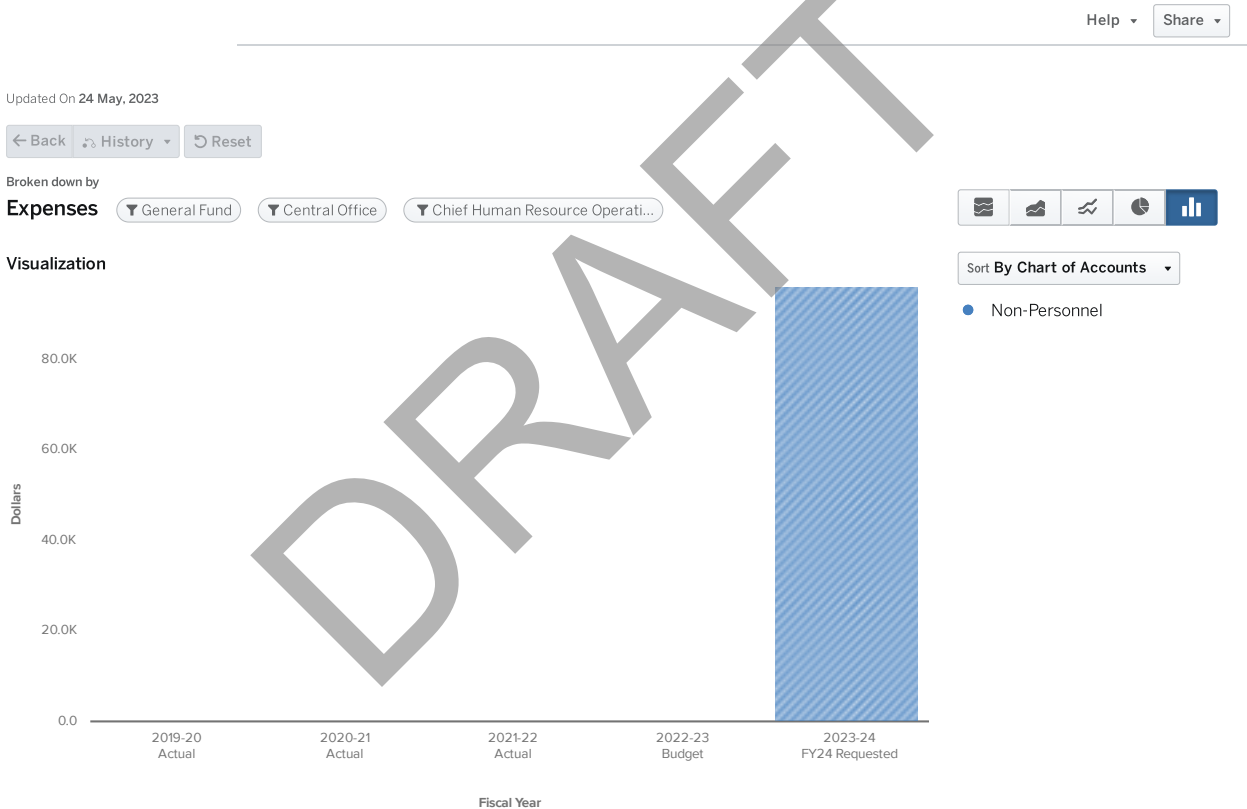 Help Share
Updated On 24 May, 2023
Back History Reset
Broken down by
Expenses General Fund Central Office Chief Human Resource Operati...
Visualization
Sort By Chart of Accounts
Non-Personnel
80.0K
60.0K
40.0K
20.0K
0.0
Dollars
2019-20 2020-21 2021-22 2022-23 2023-24
Actual Actual Actual Budget FY24 Requested
Fiscal Year
DRAFT